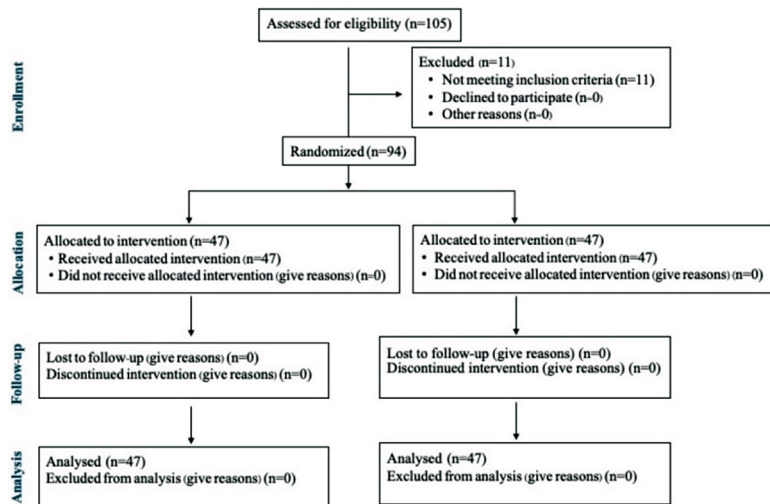 Assessed for eligibility (n=105)
Enrollment
Excluded (n=11)
• Not meeting inclusion criteria (n=11)
• Declined to participate (n=0)
• Other reasons (n=0)
Randomized (n=94)
Allocation
Allocated to intervention (n=47)
• Received allocated intervention (n=47)
• Did not receive allocated intervention (give reasons) (n=0)
Allocated to intervention (n=47)
• Received allocated intervention (n=47)
• Did not receive allocated intervention (give reasons) (n=0)
Follow-up
Lost to follow-up (give reasons) (n=0)
Discontinued intervention (give reasons) (n=0)
Lost to follow-up (give reasons) (n=0)
Discontinued intervention (give reasons) (n=0)
Analysis
Analysed (n=47)
Excluded from analysis (give reasons) (n=0)
Analysed (n=47)
Excluded from analysis (give reasons) (n=0)